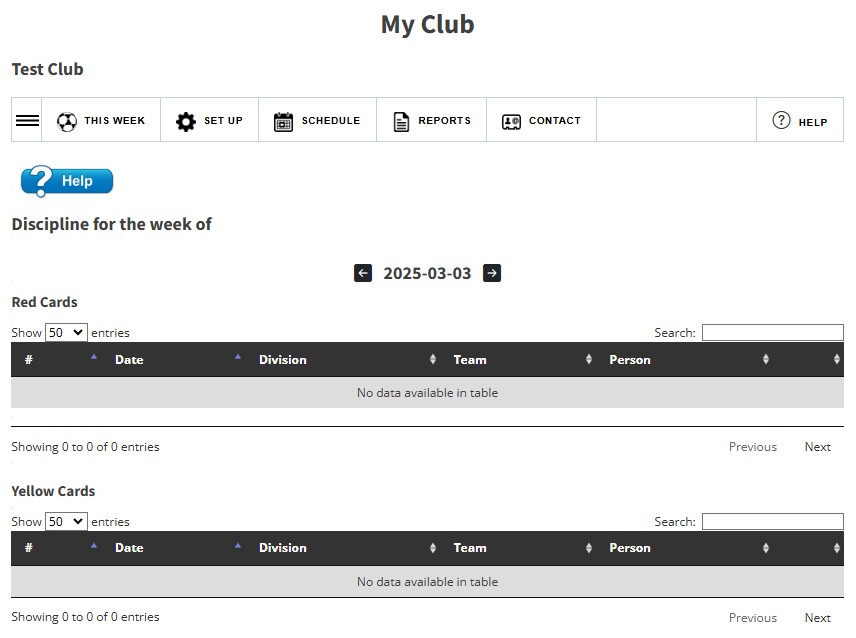 My Club
Test Club
THIS WEEK SET UP SCHEDULE REPORTS CONTACT HELP
? Help
Discipline for the week of
2025-03-03
Red Cards
Show 50 entries Search:
# Date Division Team Person
No data available in table
Showing 0 to 0 of 0 entries Previous Next
Yellow Cards
Show 50 entries Search:
# Date Division Team Person
No data available in table
Showing 0 to 0 of 0 entries Previous Next